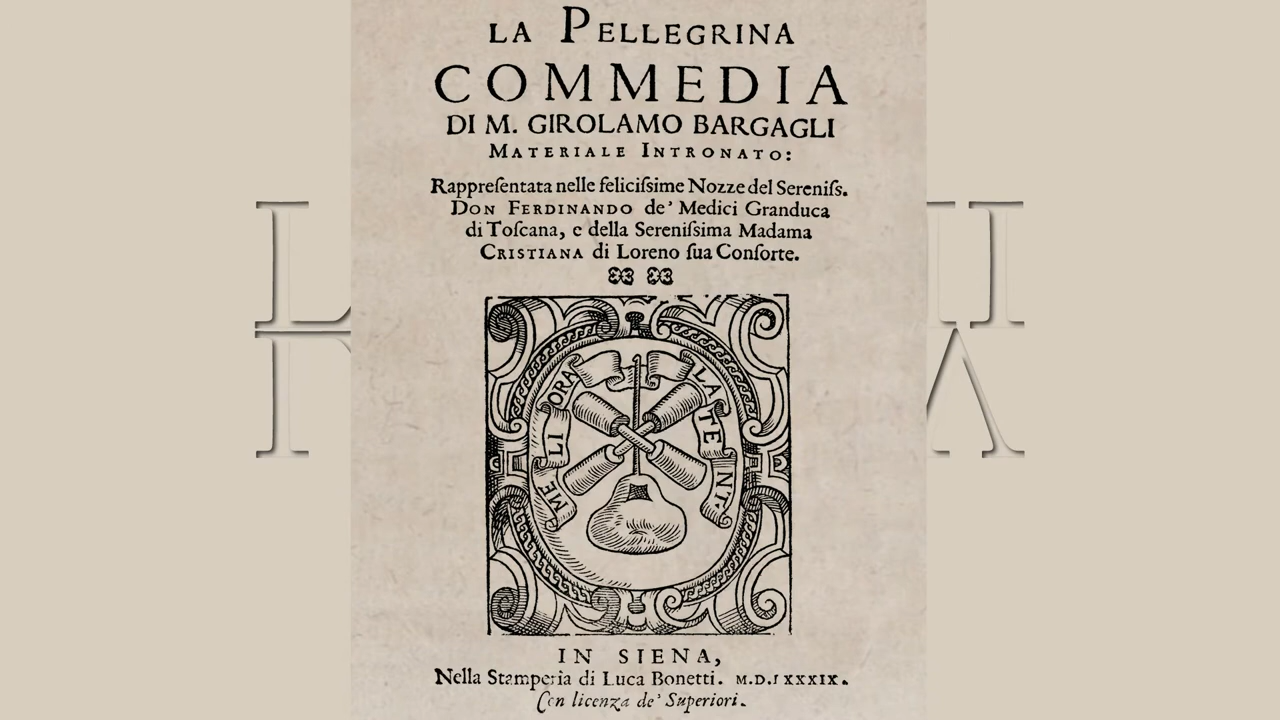 LA PELLEGRINA
COMMEDIA
DI M. GIROLAMO BARGAGLI
MATERIALE INTRONATO:
Rappreſentata nelle feliciſsime Nozze del Sereniſs.
DON FERDINANDO de' Medici Granduca
di Toſcana, e della Sereniſsima Madama
CRISTIANA di Loreno ſua Conſorte.
MELIORA LATENT.
IN SIENA,
Nella Stamperia di Luca Bonetti. M.D.LXXXIX.
Con licenza de' Superiori.